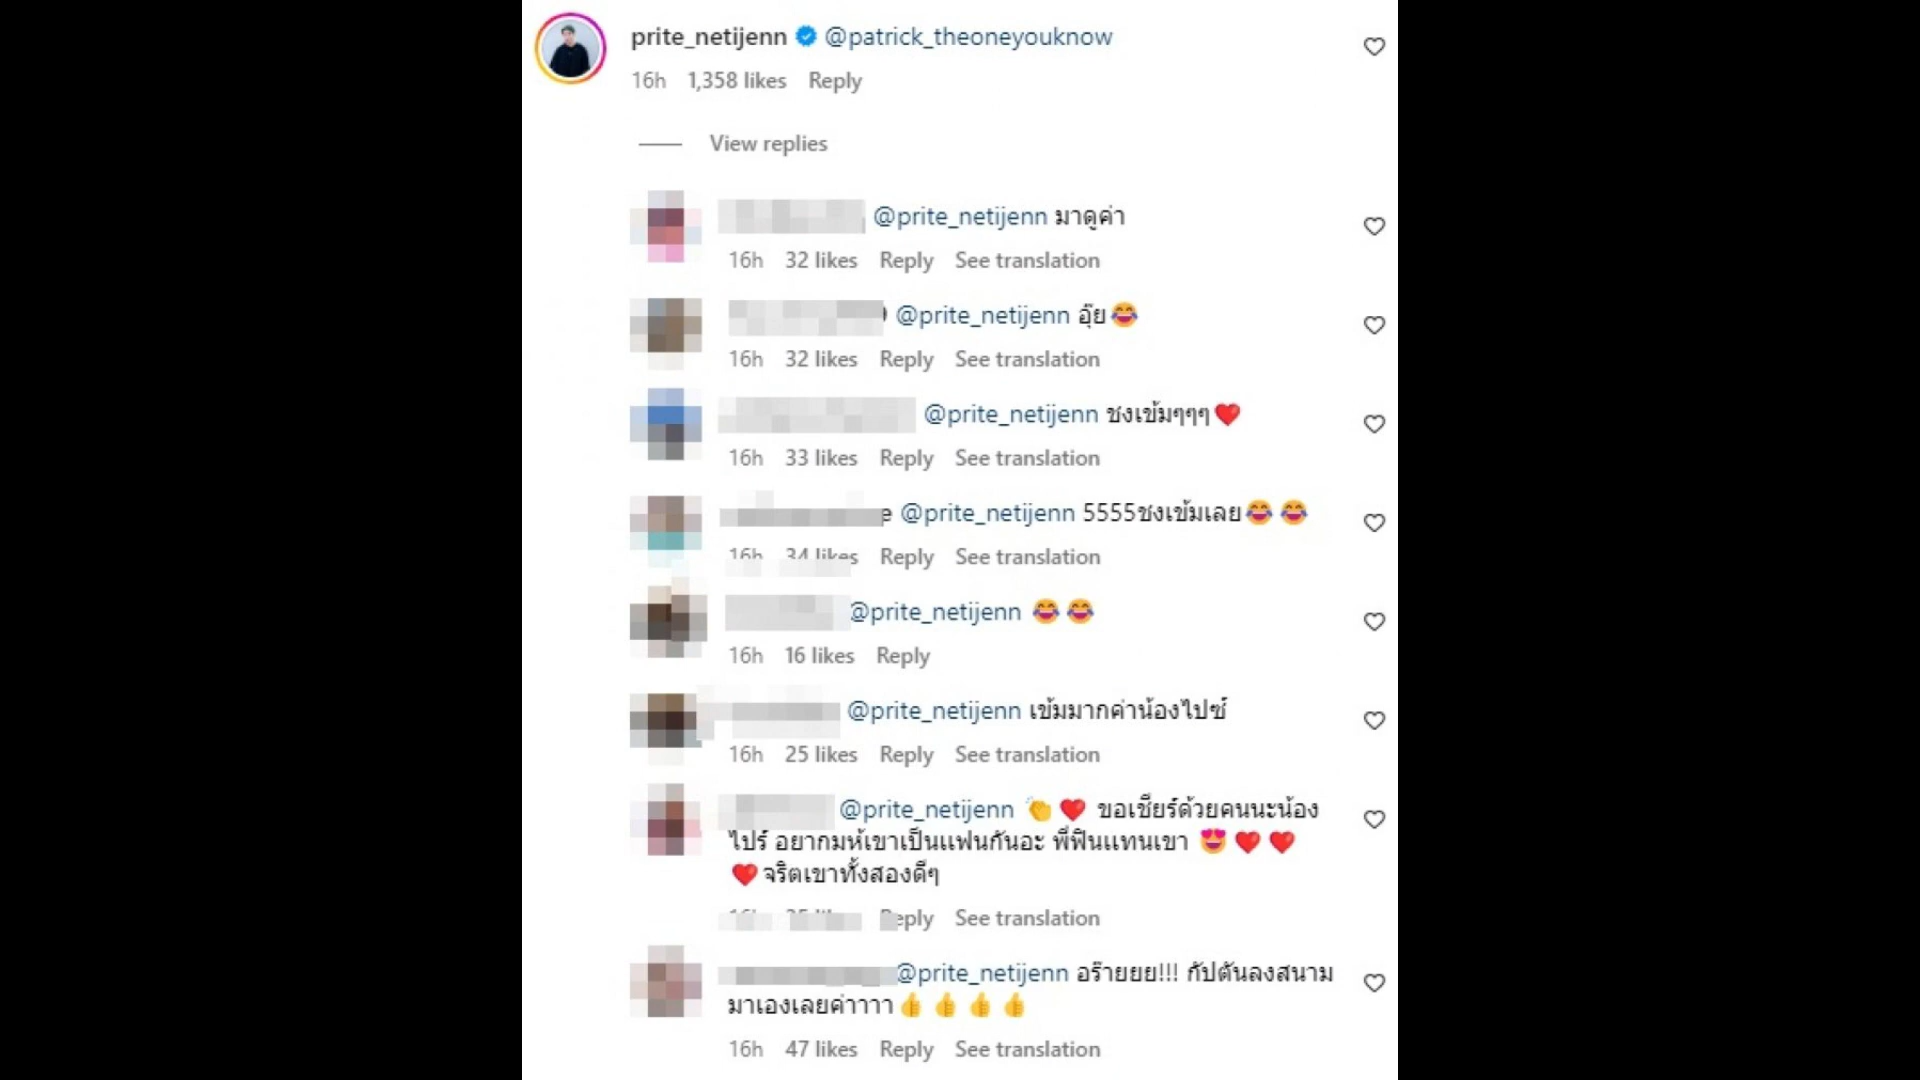 prite_netijenn @patrick_theoneyouknow
16h 1,358 likes Reply
View replies
@prite_netijenn มาดูค่า
16h 32 likes Reply See translation
@prite_netijenn อุ๊ย😂
16h 32 likes Reply See translation
@prite_netijenn ชงเข้มๆๆๆ❤️
16h 33 likes Reply See translation
e @prite_netijenn 5555ชงเข้มเลย😂😂
16h 34 likes Reply See translation
@prite_netijenn 😂😂
16h 16 likes Reply
@prite_netijenn เข้มมากค่าน้องไปซ์
16h 25 likes Reply See translation
@prite_netijenn 👏❤️ ขอเชียร์ด้วยคนนะน้อง
ไปร์ อยากมห้เขาเป็นแฟนกันอะ พี่ฟินแทนเขา 😍❤️❤️
❤️จริตเขาทั้งสองดีๆ
Reply See translation
@prite_netijenn อร๊ายยย!!! กัปตันลงสนาม
มาเองเลยค่าาาา👍👍👍👍
16h 47 likes Reply See translation